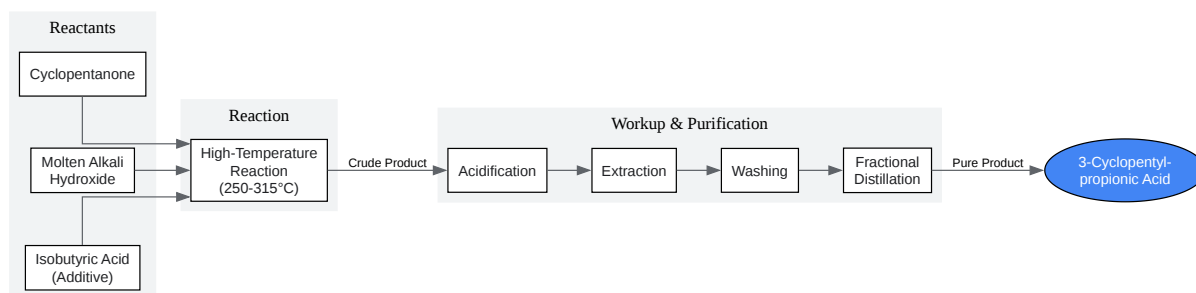 Reactants
Cyclopentanone
Molten Alkali
Hydroxide
Isobutyric Acid
(Additive)
Reaction
High-Temperature
Reaction
(250-315°C)
Crude Product
Workup & Purification
Acidification
Extraction
Washing
Fractional
Distillation
Pure Product
3-Cyclopentyl-
propionic Acid